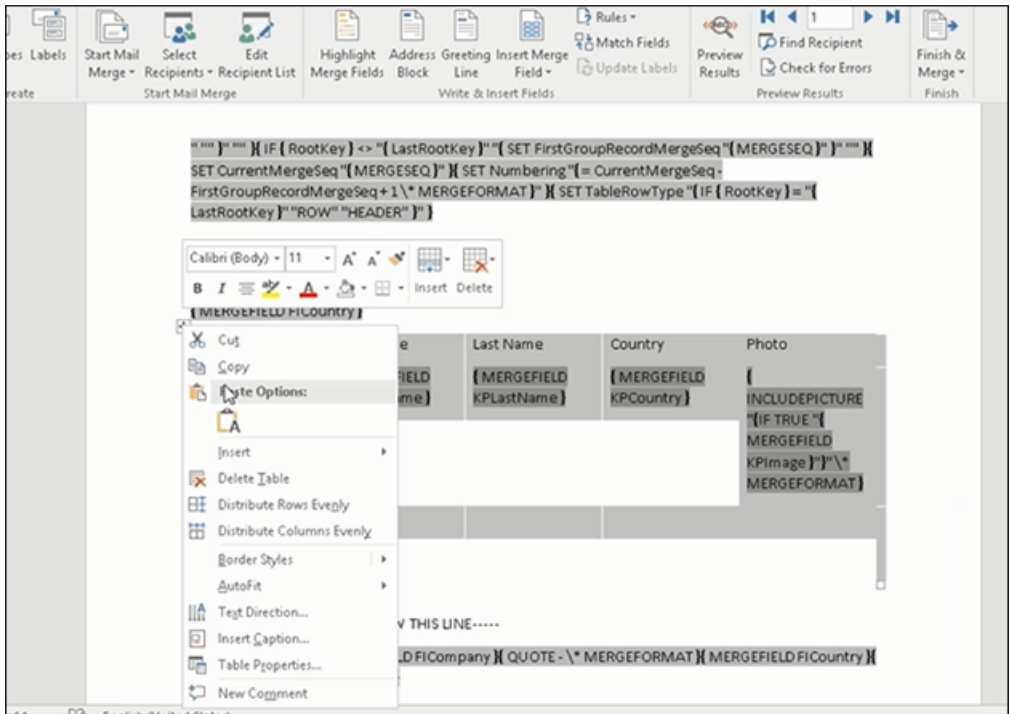 Labels
Start Mail Merge
Select Recipients
Edit Recipient List
Highlight Merge Fields
Address Block
Greeting Line
Insert Merge Field
Rules
Match Fields
Update Labels
Preview Results
1
Find Recipient
Check for Errors
Finish & Merge
Start Mail Merge
Write & Insert Fields
Preview Results
Finish
" "" }" "" }{ IF { RootKey } <> "{ LastRootKey }" "{ SET FirstGroupRecordMergeSeq "{ MERGESEQ }" }" "" }{
SET CurrentMergeSeq "{ MERGESEQ }" }{ SET Numbering "{ = CurrentMergeSeq -
FirstGroupRecordMergeSeq + 1 \* MERGEFORMAT }" }{ SET TableRowType "{ IF { RootKey } = "{
LastRootKey }" "ROW" "HEADER" }" }
Calibri (Body) 11 A A
B I A Insert Delete
{ MERGEFIELD FICountry }
Last Name Country Photo
{ MERGEFIELD KPLastName }
{ MERGEFIELD KPCountry }
{
INCLUDEPICTURE
"{ IF TRUE "{
MERGEFIELD
KPImage }"}" \*
MERGEFORMAT }
Cut
Copy
Paste Options:
Insert
Delete Table
Distribute Rows Evenly
Distribute Columns Evenly
Border Styles
AutoFit
Text Direction...
Insert Caption...
Table Properties...
New Comment
THIS LINE-----
FICompany }{ QUOTE - \* MERGEFORMAT }{ MERGEFIELD FICountry }{